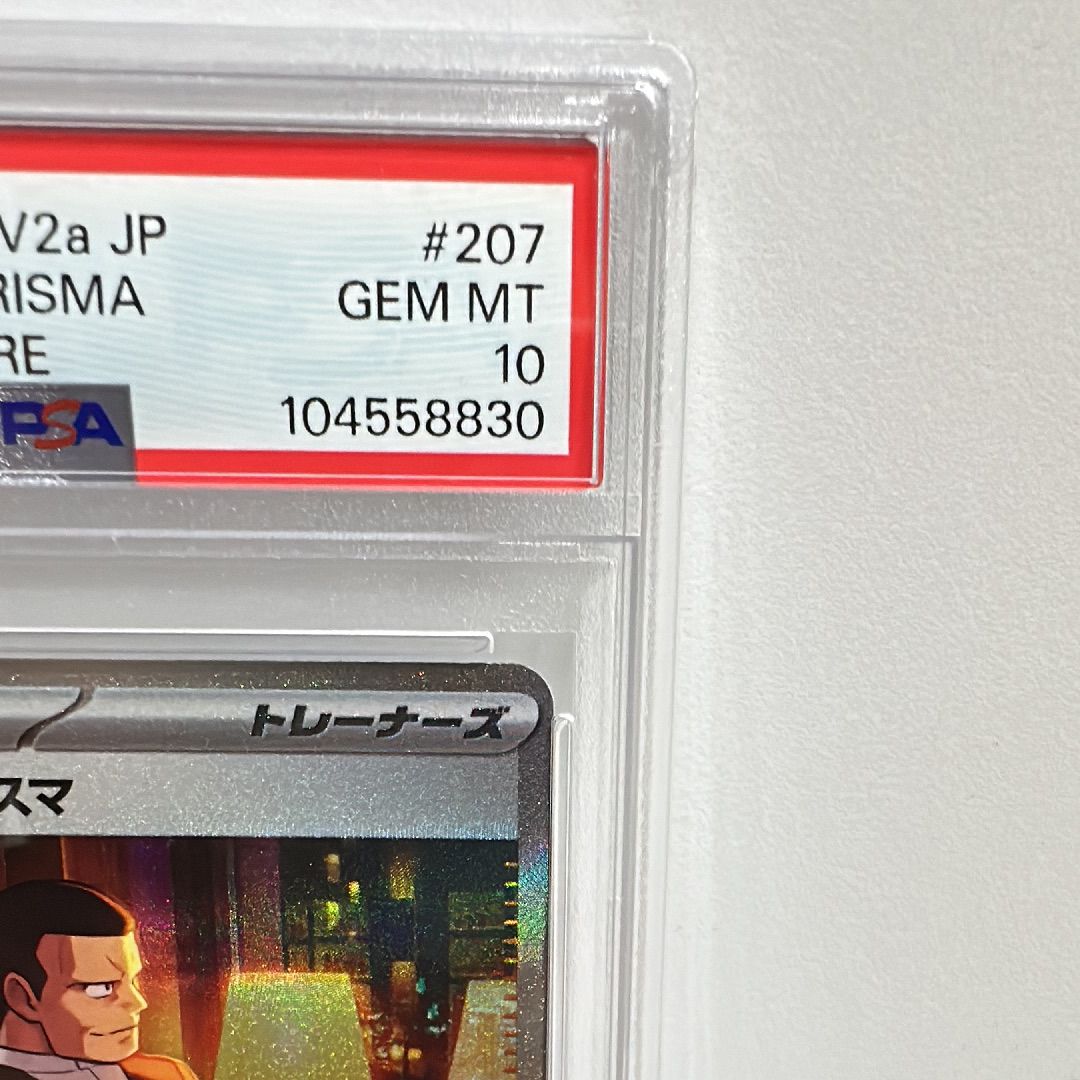 V2a JP #207
RISMA GEM MT
RE 10
PSA 104558830
トレーナーズ
スマ